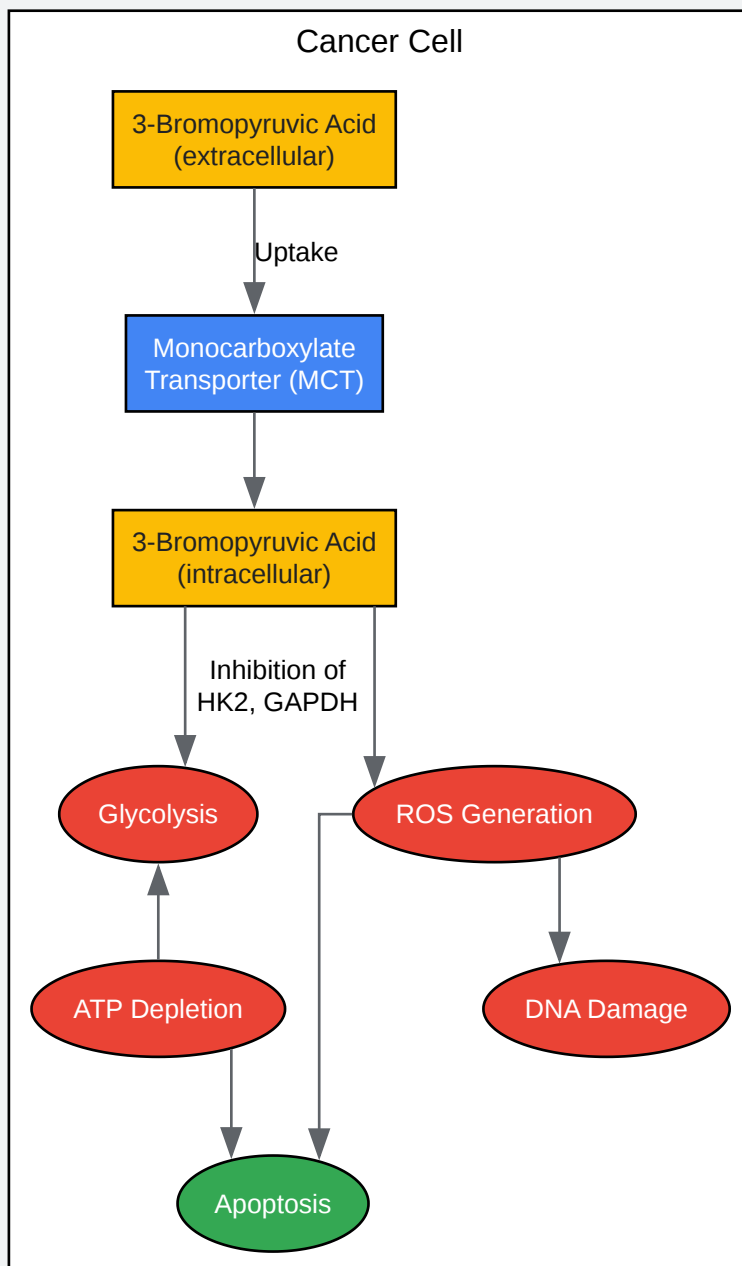 Cancer Cell
3-Bromopyruvic Acid
(extracellular)
Uptake
Monocarboxylate
Transporter (MCT)
3-Bromopyruvic Acid
(intracellular)
Inhibition of
HK2, GAPDH
Glycolysis
ROS Generation
ATP Depletion
DNA Damage
Apoptosis